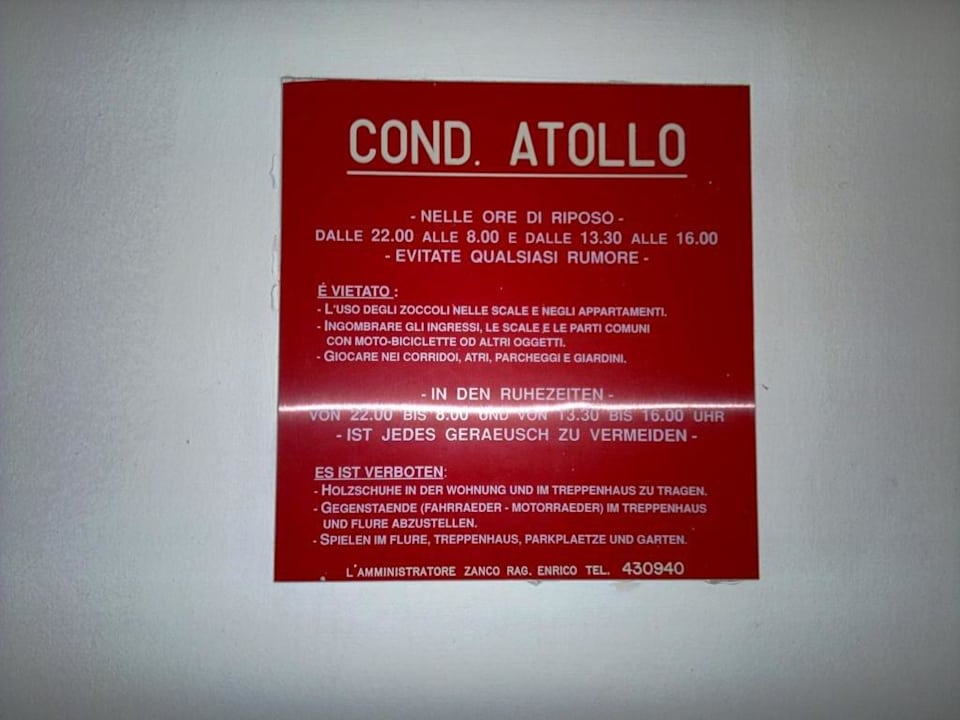 COND. ATOLLO
- NELLE ORE DI RIPOSO -
DALLE 22.00 ALLE 8.00 E DALLE 13.30 ALLE 16.00
- EVITATE QUALSIASI RUMORE -
É VIETATO :
- L'USO DEGLI ZOCCOLI NELLE SCALE E NEGLI APPARTAMENTI.
- INGOMBRARE GLI INGRESSI, LE SCALE E LE PARTI COMUNI
CON MOTO-BICICLETTE OD ALTRI OGGETTI.
- GIOCARE NEI CORRIDOI, ATRI, PARCHEGGI E GIARDINI.
- IN DEN RUHEZEITEN -
VON 22.00 BIS 8.00 UND VON 13.30 BIS 16.00 UHR
- IST JEDES GERAEUSCH ZU VERMEIDEN -
ES IST VERBOTEN:
- HOLZSCHUHE IN DER WOHNUNG UND IM TREPPENHAUS ZU TRAGEN.
- GEGENSTAENDE (FAHRRAEDER - MOTORRAEDER) IM TREPPENHAUS
UND FLURE ABZUSTELLEN.
- SPIELEN IM FLURE, TREPPENHAUS, PARKPLAETZE UND GARTEN.
L'AMMINISTRATORE ZANCO RAG. ENRICO TEL. 430940